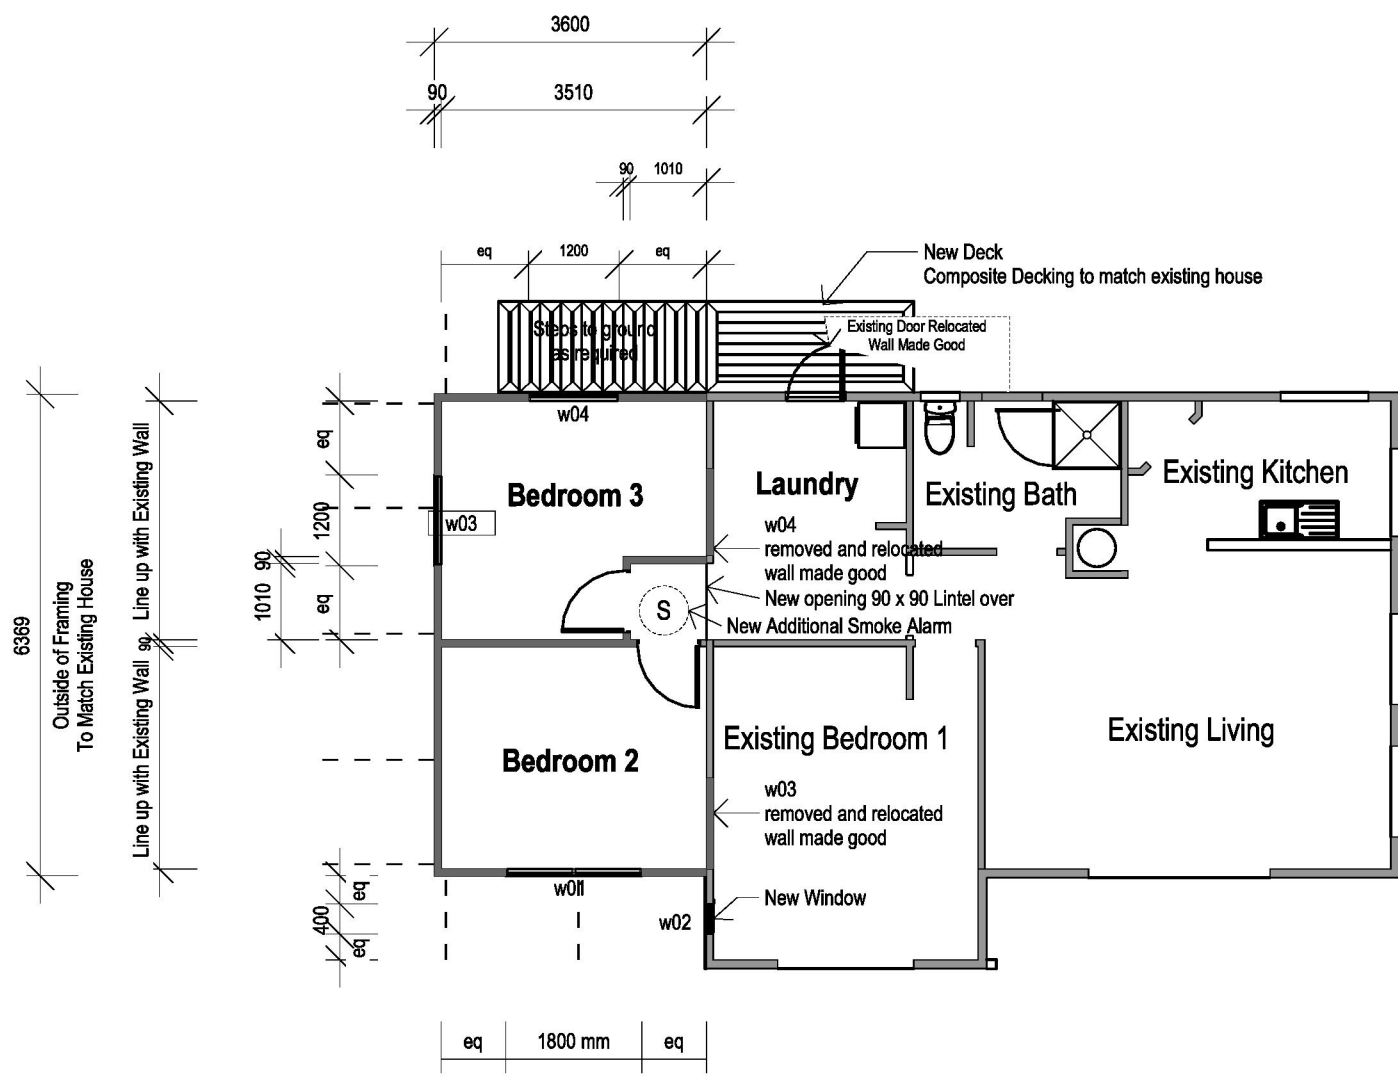 3600
90
3510
90
1010
eq
1200
eq
New Deck
Composite Decking to match existing house
Steps to ground
as required
Existing Door Relocated
Wall Made Good
w04
Bedroom 3
Laundry
Existing Bath
Existing Kitchen
w03
w04
removed and relocated
wall made good
New opening 90 x 90 Lintel over
S
New Additional Smoke Alarm
eq
1200
90
1010
eq
6369
Outside of Framing
To Match Existing House
Line up with Existing Wall
90
Line up with Existing Wall
Bedroom 2
Existing Bedroom 1
Existing Living
w03
removed and relocated
wall made good
w01
w02
New Window
eq
400
eq
eq
1800 mm
eq